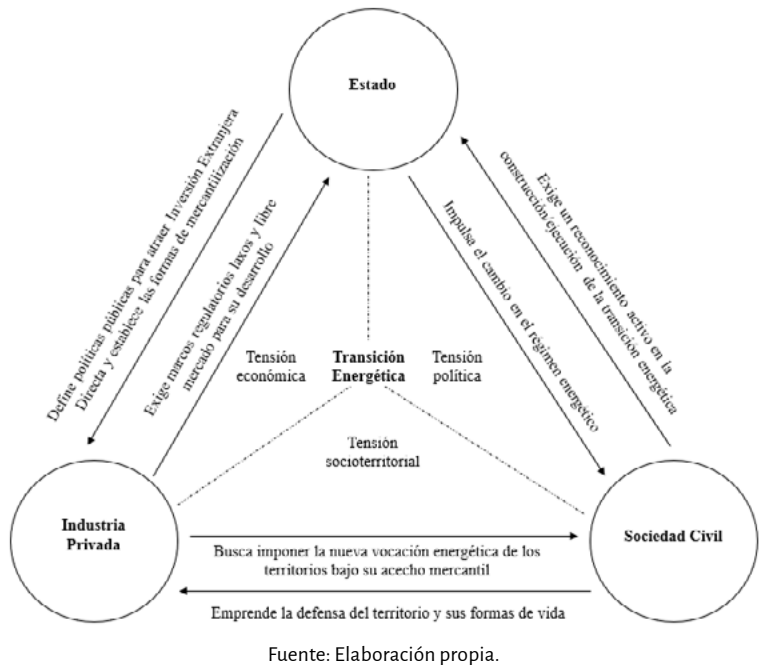 Estado
Define políticas públicas para atraer Inversión Extranjera
Directa y establece las formas de mercantilización
Exige marcos regulatorios laxos y libre
mercado para su desarrollo
Impulsa el cambio en el régimen energético
Exige un reconocimiento activo en la
construcción/ejecución de la transición energética
Tensión
económica
Transición
Energética
Tensión
política
Tensión
socioterritorial
Industria
Privada
Sociedad Civil
Busca imponer la nueva vocación energética de los
territorios bajo su acecho mercantil
Emprende la defensa del territorio y sus formas de vida
Fuente: Elaboración propia.